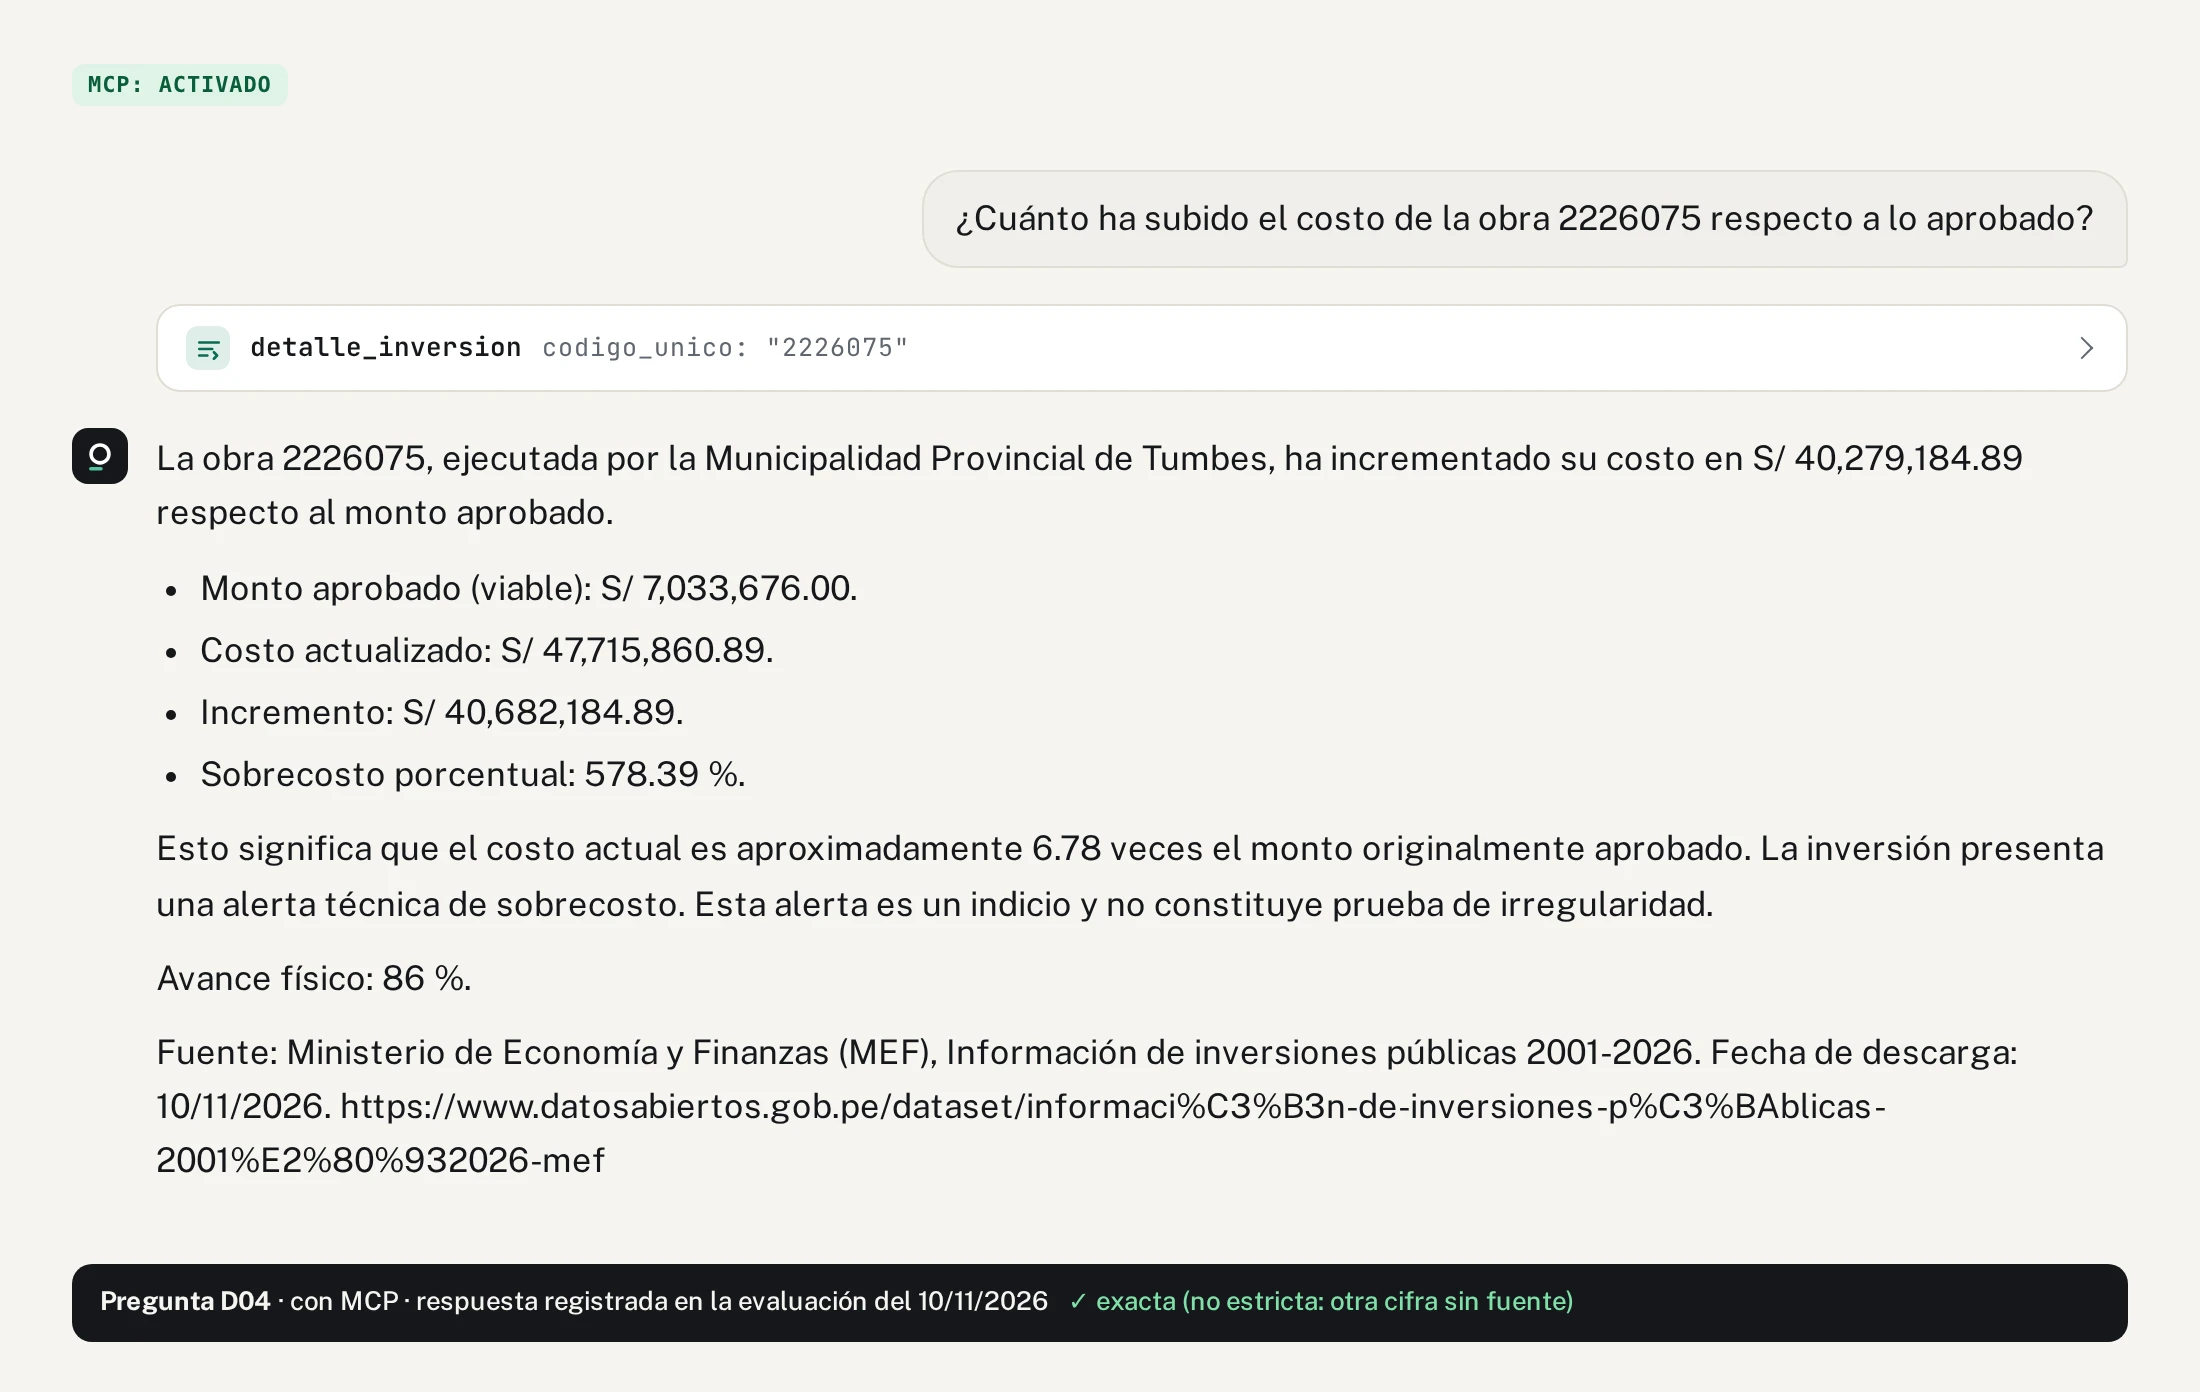 MCP: ACTIVADO
¿Cuánto ha subido el costo de la obra 2226075 respecto a lo aprobado?
detalle_inversion codigo_unico: "2226075"
La obra 2226075, ejecutada por la Municipalidad Provincial de Tumbes, ha incrementado su costo en S/ 40,279,184.89
respecto al monto aprobado.
• Monto aprobado (viable): S/ 7,033,676.00.
• Costo actualizado: S/ 47,715,860.89.
• Incremento: S/ 40,682,184.89.
• Sobrecosto porcentual: 578.39 %.
Esto significa que el costo actual es aproximadamente 6.78 veces el monto originalmente aprobado. La inversión presenta
una alerta técnica de sobrecosto. Esta alerta es un indicio y no constituye prueba de irregularidad.
Avance físico: 86 %.
Fuente: Ministerio de Economía y Finanzas (MEF), Información de inversiones públicas 2001-2026. Fecha de descarga:
10/11/2026. https://www.datosabiertos.gob.pe/dataset/informaci%C3%B3n-de-inversiones-p%C3%BAblicas-
2001%E2%80%932026-mef
Pregunta D04 · con MCP · respuesta registrada en la evaluación del 10/11/2026 ✓ exacta (no estricta: otra cifra sin fuente)